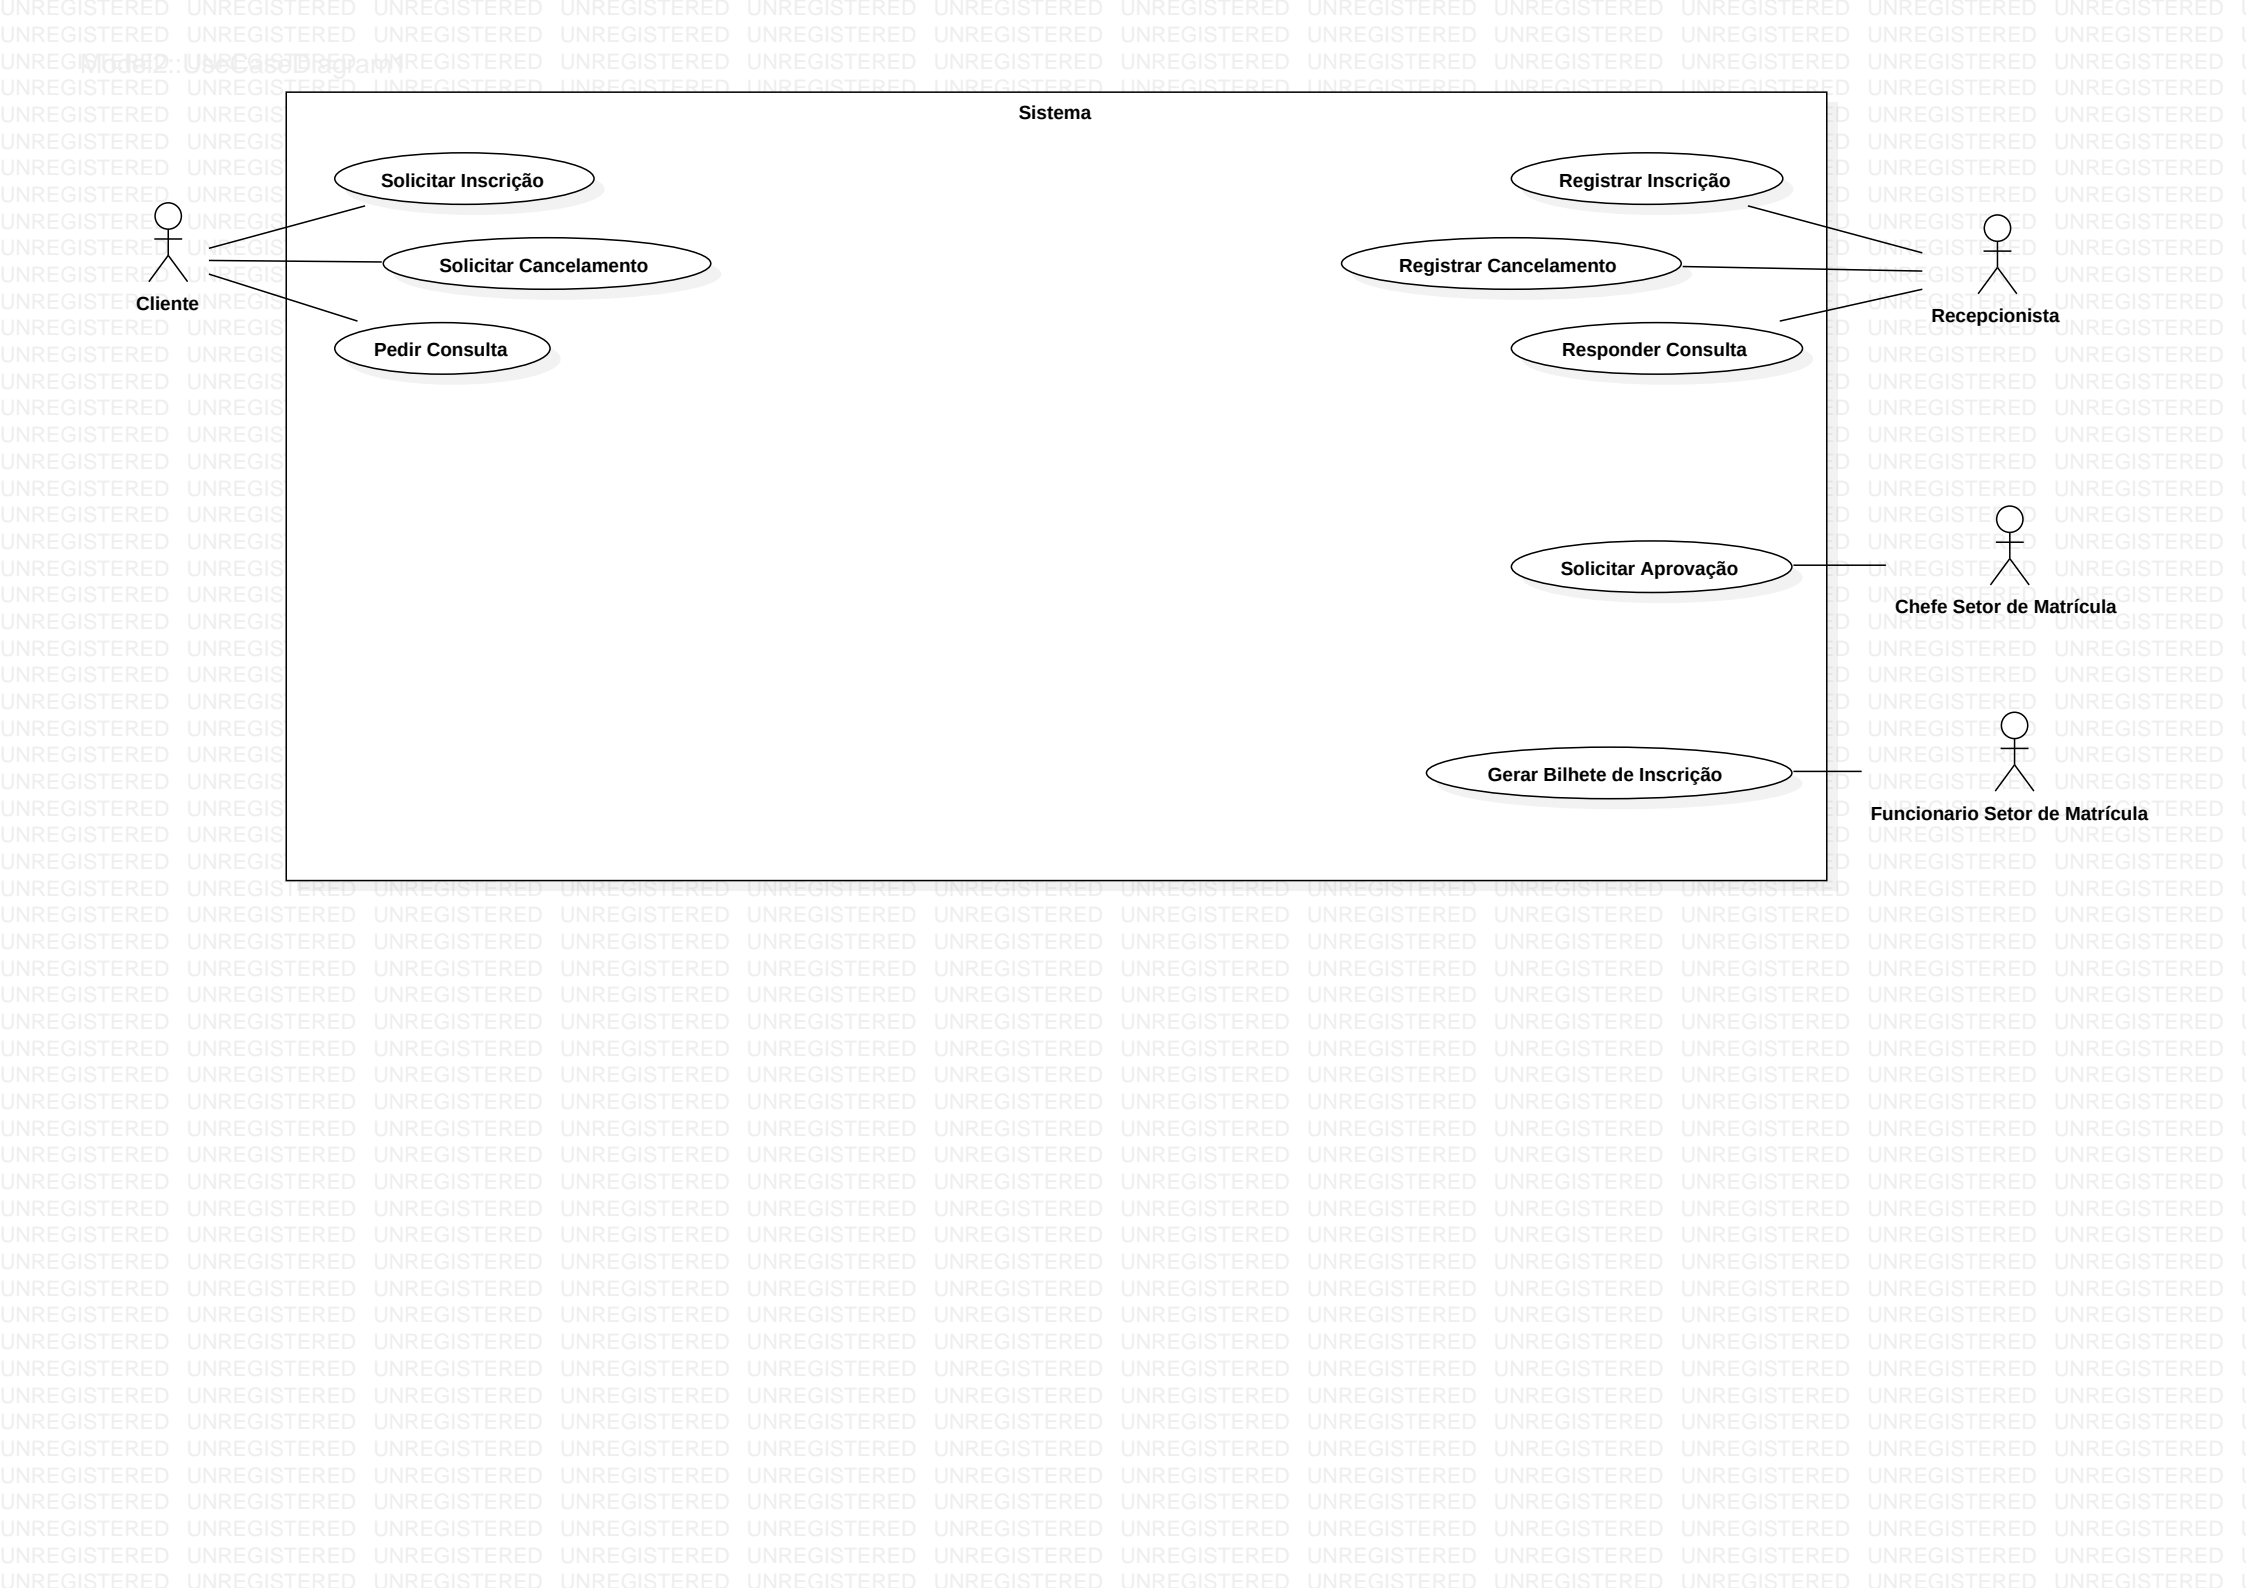 Model2::UseCaseDiagram1
Sistema
Solicitar Inscrição
Registrar Inscrição
Solicitar Cancelamento
Registrar Cancelamento
Cliente
Recepcionista
Pedir Consulta
Responder Consulta
Solicitar Aprovação
Chefe Setor de Matrícula
Gerar Bilhete de Inscrição
Funcionario Setor de Matrícula
UNREGISTERED